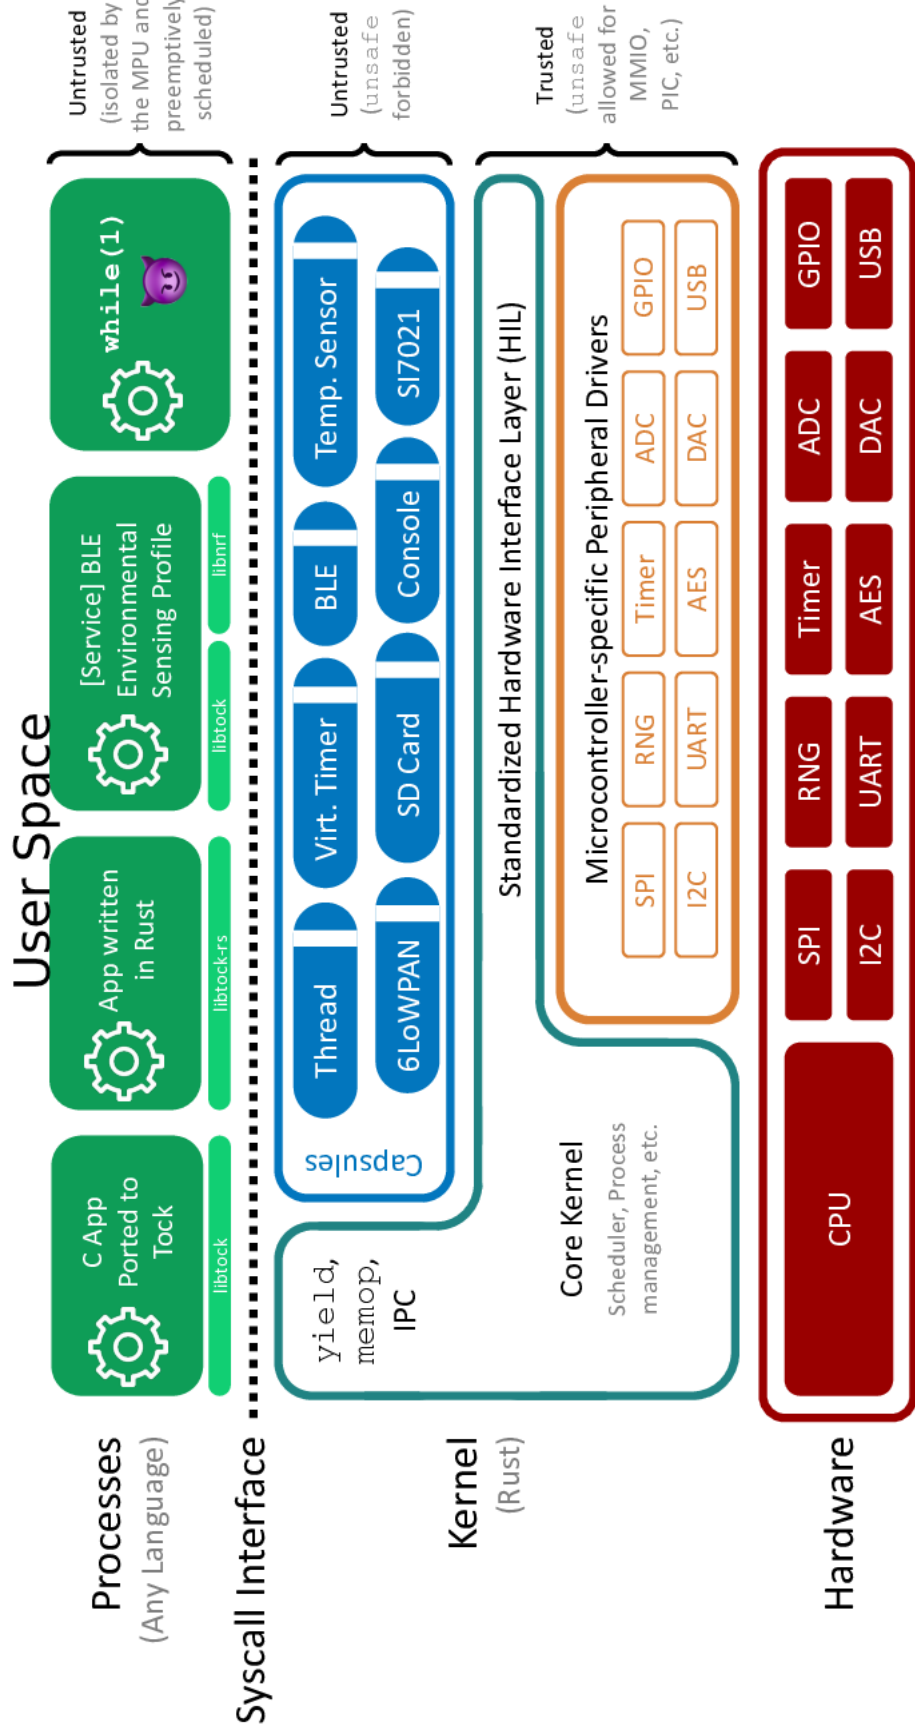 User Space
Processes
(Any Language)
C App
Ported to
Tock
libtock
App written
in Rust
libtock-rs
[Service] BLE
Environmental
Sensing Profile
libtock
libnrf
while(1)
Untrusted
(isolated by
the MPU and
preemptively
scheduled)
Syscall Interface
Kernel
(Rust)
yield,
memop,
IPC
Capsules
Thread
Virt. Timer
BLE
Temp. Sensor
6LoWPAN
SD Card
Console
SI7021
Untrusted
(unsafe
forbidden)
Standardized Hardware Interface Layer (HIL)
Core Kernel
Scheduler, Process
management, etc.
Microcontroller-specific Peripheral Drivers
SPI
RNG
Timer
ADC
GPIO
I2C
UART
AES
DAC
USB
Trusted
(unsafe
allowed for
MMIO,
PIC, etc.)
Hardware
CPU
SPI
RNG
Timer
ADC
GPIO
I2C
UART
AES
DAC
USB